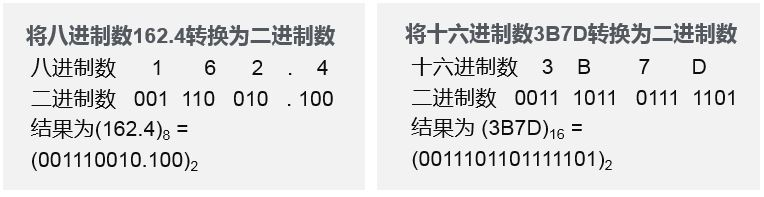 将八进制数162.4转换为二进制数
八进制数 1 6 2 . 4
二进制数 001 110 010 . 100
结果为(162.4)₈ =
(001110010.100)₂
将十六进制数3B7D转换为二进制数
十六进制数 3 B 7 D
二进制数 0011 1011 0111 1101
结果为 (3B7D)₁₆ =
(0011101101111101)₂